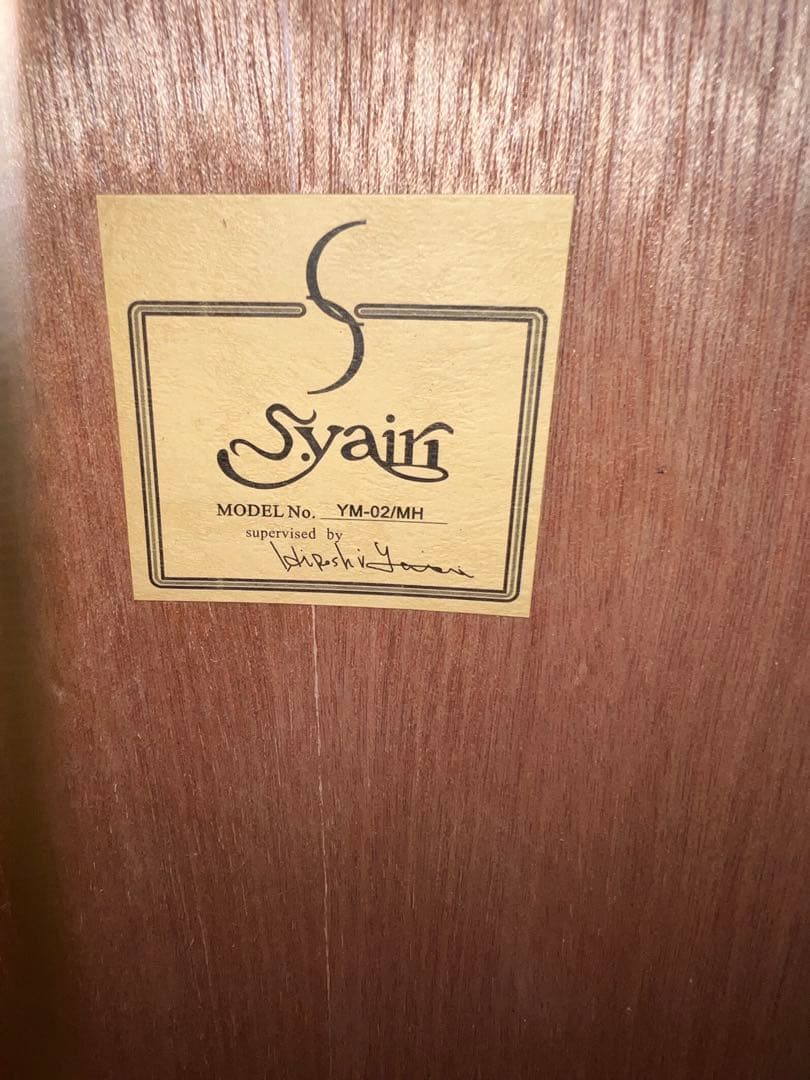 S.yairi
MODEL No. YM-02/MH
supervised by
Hiroshi Yairi